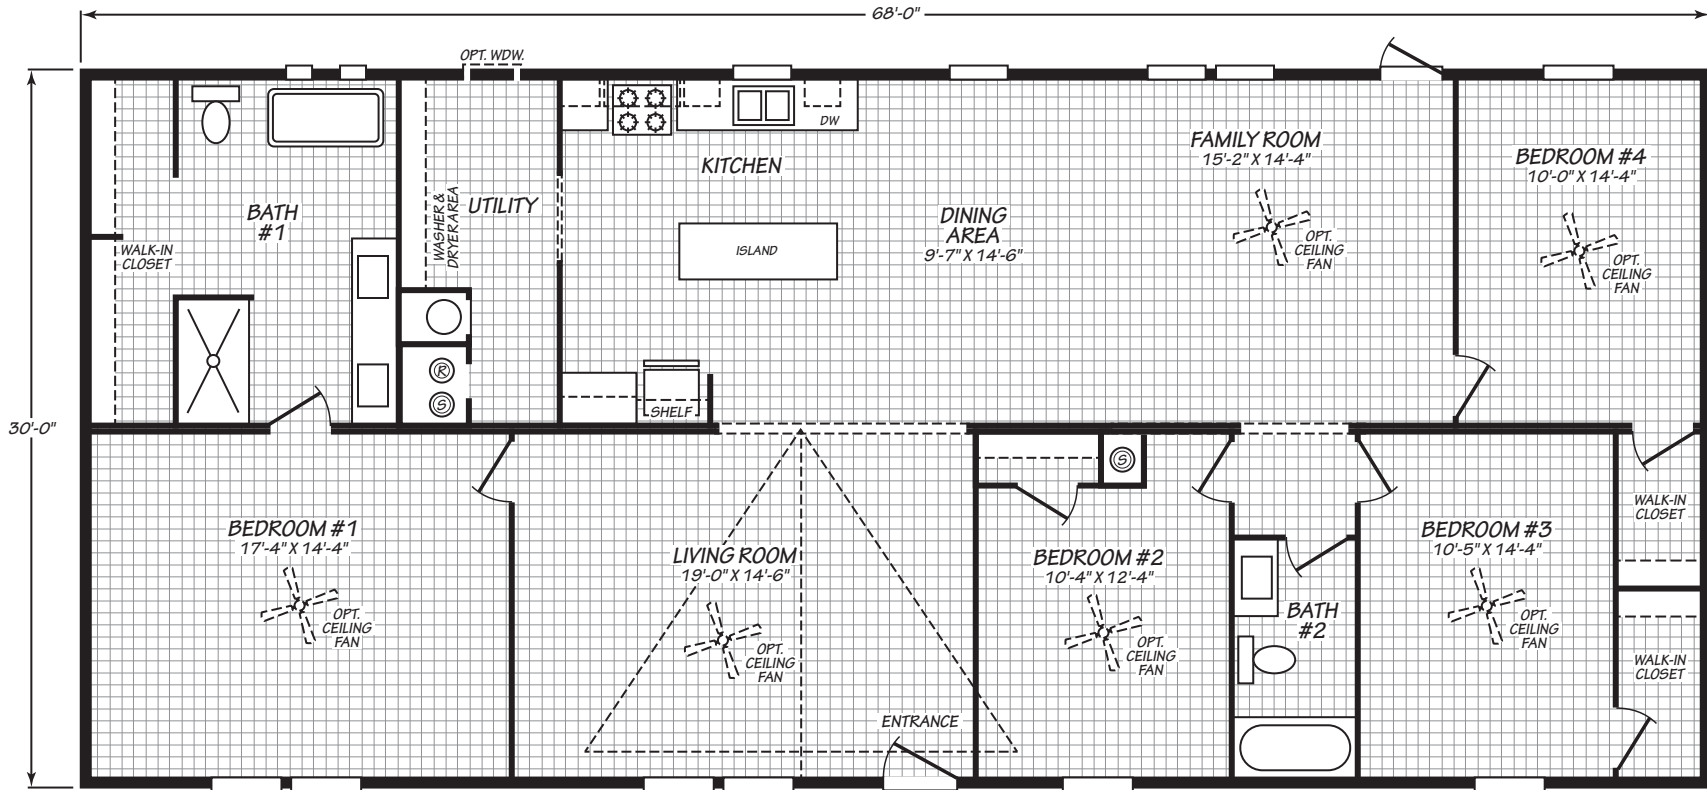 68'-0"
OPT. WDW.
30'-0"
BATH
#1
WALK-IN
CLOSET
WASHER &
DRYER AREA
UTILITY
R
S
KITCHEN
DW
ISLAND
SHELF
DINING
AREA
9'-7" X 14'-6"
FAMILY ROOM
15'-2" X 14'-4"
OPT.
CEILING
FAN
BEDROOM #4
10'-0" X 14'-4"
OPT.
CEILING
FAN
BEDROOM #1
17'-4" X 14'-4"
OPT.
CEILING
FAN
LIVING ROOM
19'-0" X 14'-6"
OPT.
CEILING
FAN
ENTRANCE
S
BEDROOM #2
10'-4" X 12'-4"
OPT.
CEILING
FAN
BATH
#2
BEDROOM #3
10'-5" X 14'-4"
OPT.
CEILING
FAN
WALK-IN
CLOSET
WALK-IN
CLOSET